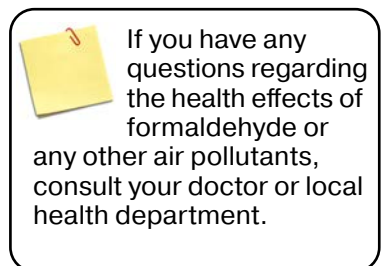 If you have any
questions regarding
the health effects of
formaldehyde or
any other air pollutants,
consult your doctor or local
health department.